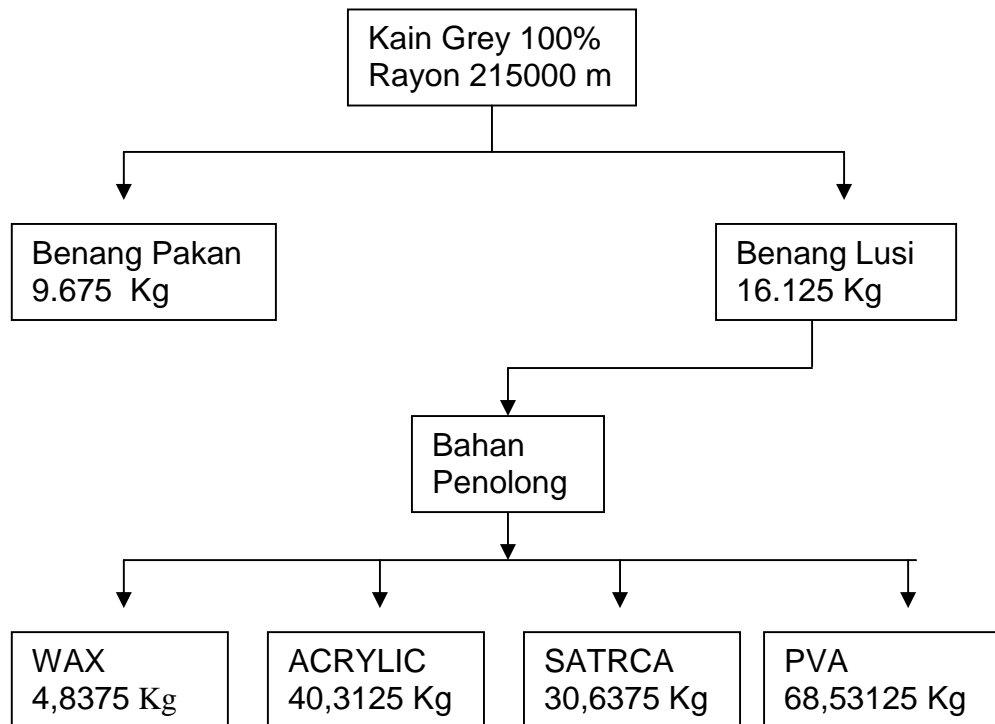 Kain Grey 100%
Rayon 215000 m
Benang Pakan
9.675 Kg
Benang Lusi
16.125 Kg
Bahan
Penolong
WAX
4,8375 Kg
ACRYLIC
40,3125 Kg
SATRCA
30,6375 Kg
PVA
68,53125 Kg